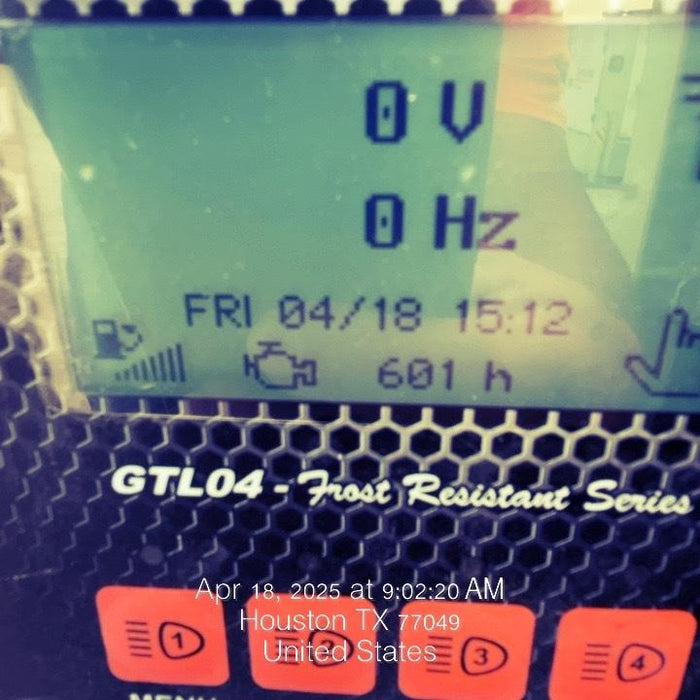 0 V
0 Hz
FRI 04/18 15:12
601 h
GTL04 - Frost Resistant Series
Apr 18, 2025 at 9:02:20 AM
Houston TX 77049
United States
1
2
3
4
MENU